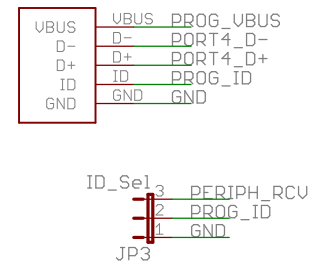 VBUS VBUS PROG_VBUS
D- D- PORT4_D-
D+ D+ PORT4_D+
ID ID PROG_ID
GND GND GND
ID_Sel
3 PERIPH_RCV
2 PROG_ID
1 GND
JP3